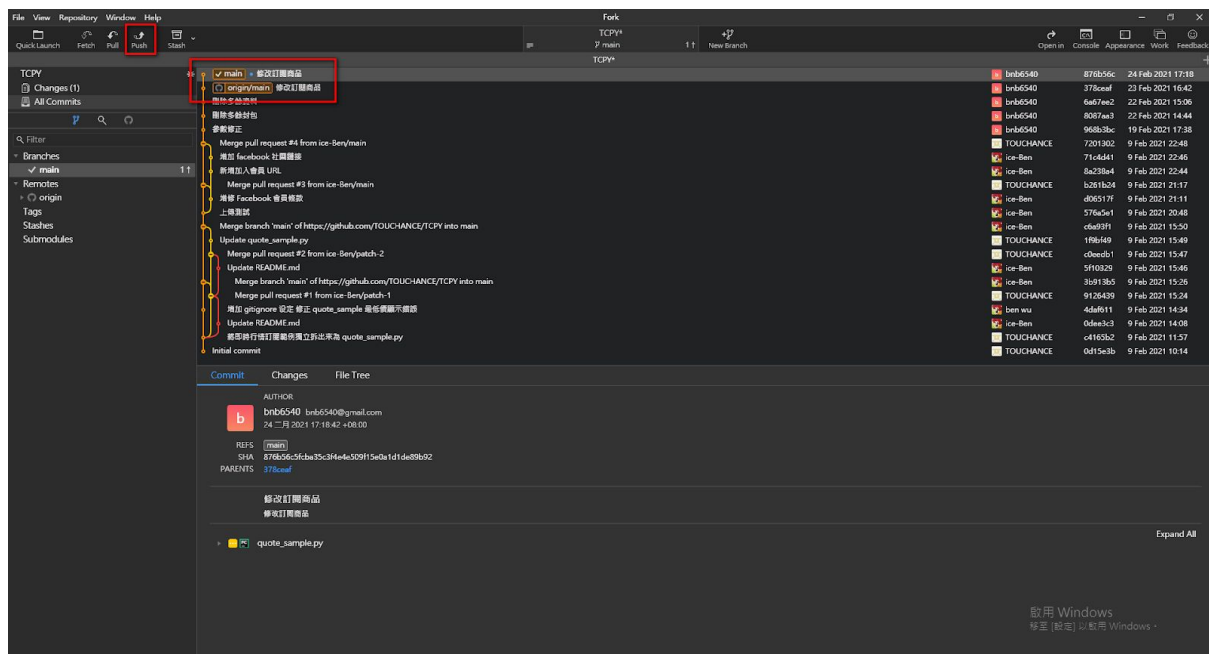 File View Repository Window Help Fork
Quick Launch Fetch Pull Push Stash TCPY* main 1↑ New Branch Open in Console Appearance Work Feedback
TCPY*
TCPY
Changes (1)
All Commits
Filter
Branches
main 1↑
Remotes
origin
Tags
Stashes
Submodules
main 修改訂閱商品 bnb6540 876b56c 24 Feb 2021 17:18
origin/main 修改訂閱商品 bnb6540 378ceaf 23 Feb 2021 16:42
刪除多餘資料 bnb6540 6a67ee2 22 Feb 2021 15:06
刪除多餘封包 bnb6540 8087aa3 22 Feb 2021 14:44
參數修正 bnb6540 968b3bc 19 Feb 2021 17:38
Merge pull request #4 from ice-Ben/main TOUCHANCE 7201302 9 Feb 2021 22:48
增加 facebook 社團鏈接 ice-Ben 71c4d41 9 Feb 2021 22:46
新增加入會員 URL ice-Ben 8a238a4 9 Feb 2021 22:44
Merge pull request #3 from ice-Ben/main TOUCHANCE b261b24 9 Feb 2021 21:17
增修 Facebook 會員條款 ice-Ben d06517f 9 Feb 2021 21:11
上傳測試 ice-Ben 576a5e1 9 Feb 2021 20:48
Merge branch 'main' of https://github.com/TOUCHANCE/TCPY into main ice-Ben c6a93f1 9 Feb 2021 15:50
Update quote_sample.py TOUCHANCE 1f9bf49 9 Feb 2021 15:49
Merge pull request #2 from ice-Ben/patch-2 TOUCHANCE c0eedb1 9 Feb 2021 15:47
Update README.md ice-Ben 5f10329 9 Feb 2021 15:46
Merge branch 'main' of https://github.com/TOUCHANCE/TCPY into main ice-Ben 3b913b5 9 Feb 2021 15:26
Merge pull request #1 from ice-Ben/patch-1 TOUCHANCE 9126439 9 Feb 2021 15:24
增加 gitignore 设定 修正 quote_sample 最低價顯示錯誤 ben wu 4daf611 9 Feb 2021 14:34
Update README.md ice-Ben 0dee3c3 9 Feb 2021 14:08
將即時行情訂閱範例獨立拆出來為 quote_sample.py TOUCHANCE c4165b2 9 Feb 2021 11:57
Initial commit TOUCHANCE 0d15e3b 9 Feb 2021 10:14
Commit Changes File Tree
AUTHOR
b bnb6540 bnb6540@gmail.com
24 二月 2021 17:18:42 +08:00
REFS main
SHA 876b56c5fcba35c3f4e4e509f15e0a1d1de89b92
PARENTS 378ceaf
修改訂閱商品
修改訂閱商品
Expand All
quote_sample.py
啟用 Windows
移至 [設定] 以啟用 Windows。